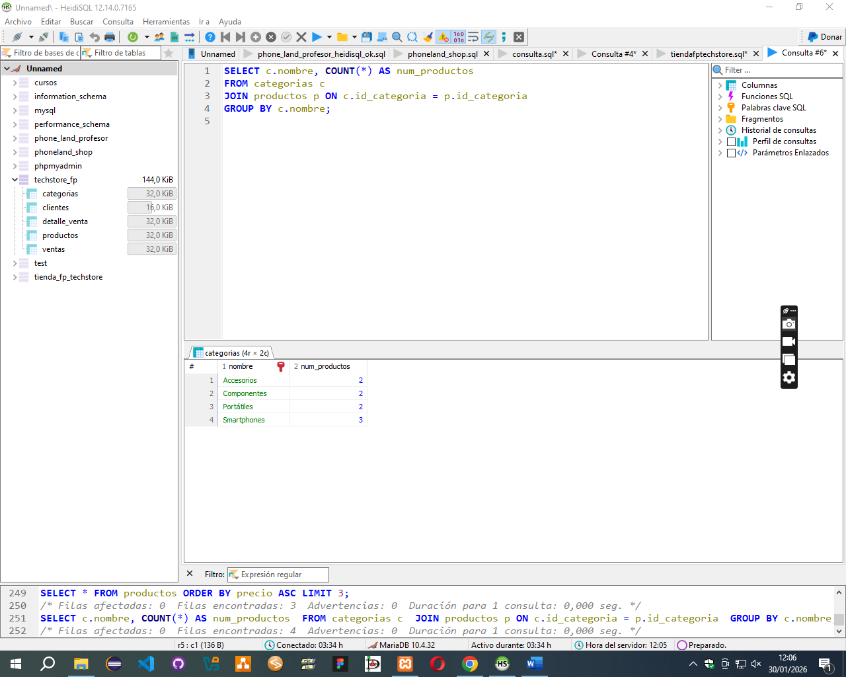 Unnamed\ - HeidiSQL 12.14.0.7165
Archivo Editar Buscar Consulta Herramientas Ir a Ayuda
Donar
Filtro de bases de d Filtro de tablas
Unnamed phone_land_profesor_heidisql_ok.sql phoneland_shop.sql consulta.sql* Consulta #4* tiendafptechstore.sql* Consulta #6*
Unnamed
cursos
information_schema
mysql
performance_schema
phone_land_profesor
phoneland_shop
phpmyadmin
techstore_fp 144,0 KiB
categorias 32,0 KiB
clientes 16,0 KiB
detalle_venta 32,0 KiB
productos 32,0 KiB
ventas 32,0 KiB
test
tienda_fp_techstore
1 SELECT c.nombre, COUNT(*) AS num_productos
2 FROM categorias c
3 JOIN productos p ON c.id_categoria = p.id_categoria
4 GROUP BY c.nombre;
5
Filter ...
Columnas
Funciones SQL
Palabras clave SQL
Fragmentos
Historial de consultas
Perfil de consultas
Parámetros Enlazados
categorias (4r × 2c)
# 1 nombre 2 num_productos
1 Accesorios 2
2 Componentes 2
3 Portátiles 2
4 Smartphones 3
Filtro: Expresión regular
249 SELECT * FROM productos ORDER BY precio ASC LIMIT 3;
250 /* Filas afectadas: 0 Filas encontradas: 3 Advertencias: 0 Duración para 1 consulta: 0,000 seg. */
251 SELECT c.nombre, COUNT(*) AS num_productos FROM categorias c JOIN productos p ON c.id_categoria = p.id_categoria GROUP BY c.nombre
252 /* Filas afectadas: 0 Filas encontradas: 4 Advertencias: 0 Duración para 1 consulta: 0,000 seg. */
r5 : c1 (136 B) Conectado: 03:34 h MariaDB 10.4.32 Activo durante: 03:34 h Hora del servidor: 12:05 Preparado.
12:06
30/01/2026